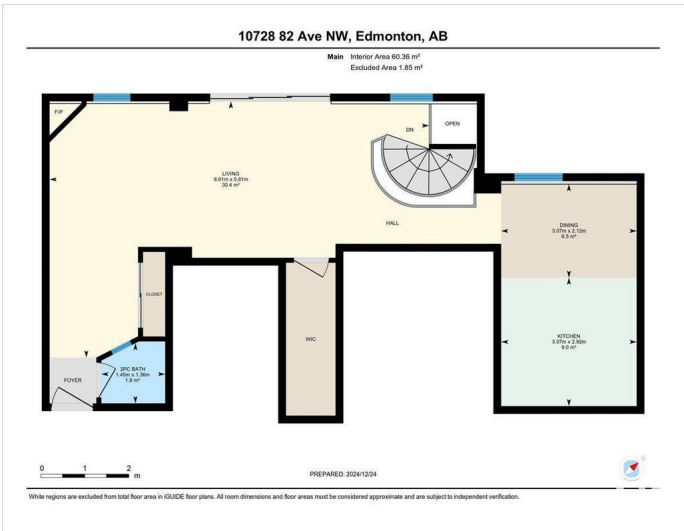 10728 82 Ave NW, Edmonton, AB
Main Interior Area 60.36 m²
Excluded Area 1.85 m²
F/P
OPEN
DN
LIVING
8.61m x 5.81m
30.4 m²
HALL
DINING
3.07m x 2.12m
6.5 m²
CLOSET
WIC
KITCHEN
3.07m x 2.92m
9.0 m²
2PC BATH
1.45m x 1.36m
1.8 m²
FOYER
0 1 2
m
PREPARED: 2024/12/24
White regions are excluded from total floor area in iGUIDE floor plans. All room dimensions and floor areas must be considered approximate and are subject to independent verification.